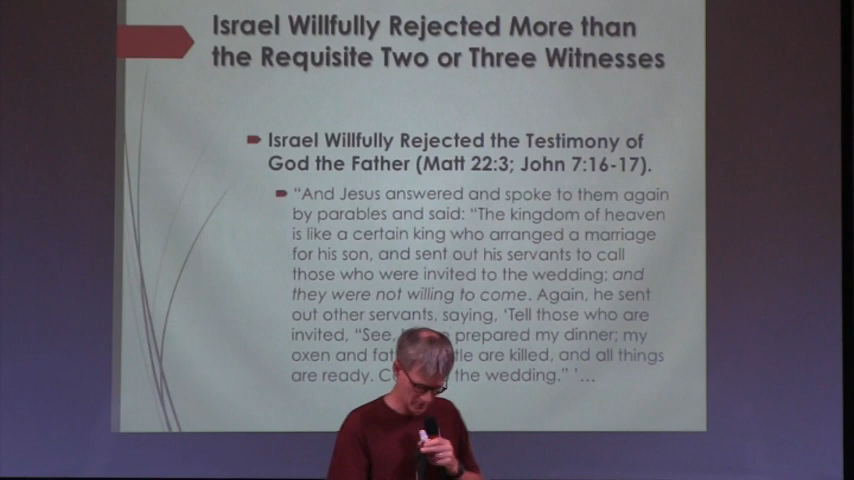 Israel Willfully Rejected More than
the Requisite Two or Three Witnesses
Israel Willfully Rejected the Testimony of
God the Father (Matt 22:3; John 7:16-17).
“And Jesus answered and spoke to them again
by parables and said: “The kingdom of heaven
is like a certain king who arranged a marriage
for his son, and sent out his servants to call
those who were invited to the wedding; and
they were not willing to come. Again, he sent
out other servants, saying, ‘Tell those who are
invited, “See, prepared my dinner; my
oxen and are killed, and all things
are ready. the wedding.” ’...